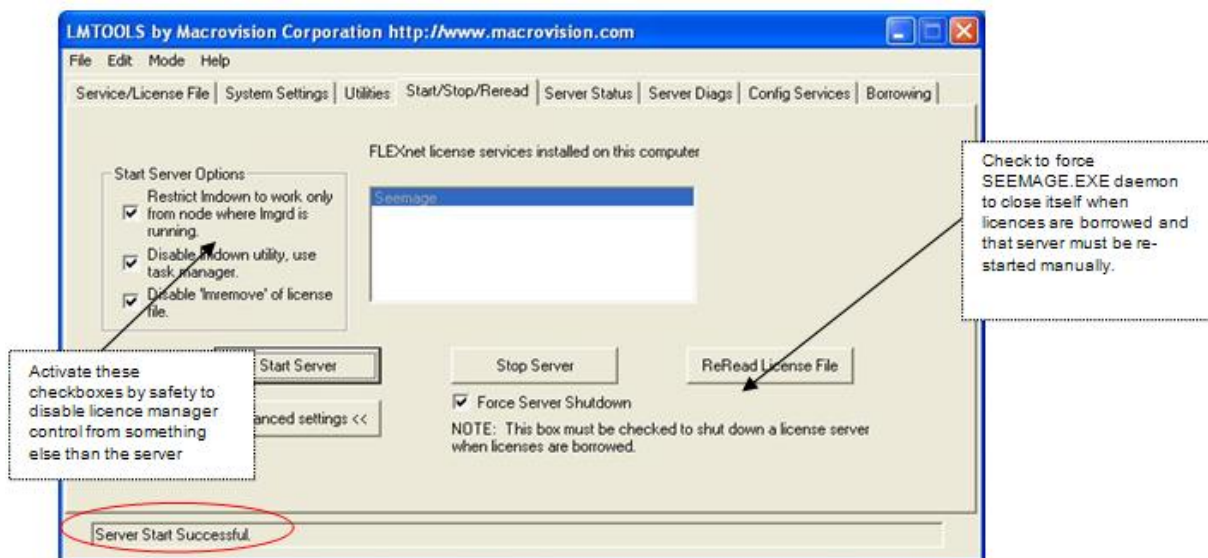 LMTOOLS by Macrovision Corporation http://www.macrovision.com
File Edit Mode Help
Service/License File System Settings Utilities Start/Stop/Reread Server Status Server Diags Config Services Borrowing
FLEXnet license services installed on this computer
Start Server Options
Restrict lmdown to work only
from node where lmgrd is
running.
Disable lmdown utility, use
task manager.
Disable 'lmremove' of license
file.
Seemage
Check to force
SEEMAGE.EXE daemon
to close itself when
licences are borrowed and
that server must be re-
started manually.
Activate these
checkboxes by safety to
disable licence manager
control from something
else than the server
Start Server
Stop Server
ReRead License File
settings <<
Force Server Shutdown
NOTE: This box must be checked to shut down a license server
when licenses are borrowed.
Server Start Successful.